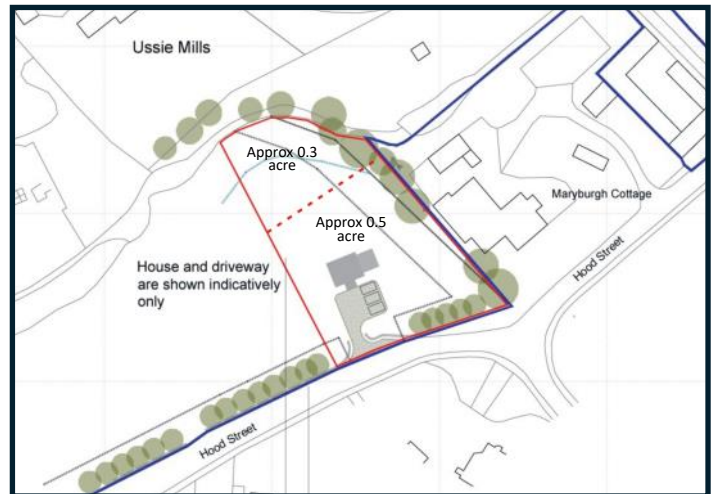 Ussie Mills
Approx 0.3
acre
Approx 0.5
acre
Maryburgh Cottage
Hood Street
House and driveway
are shown indicatively
only
Hood Street